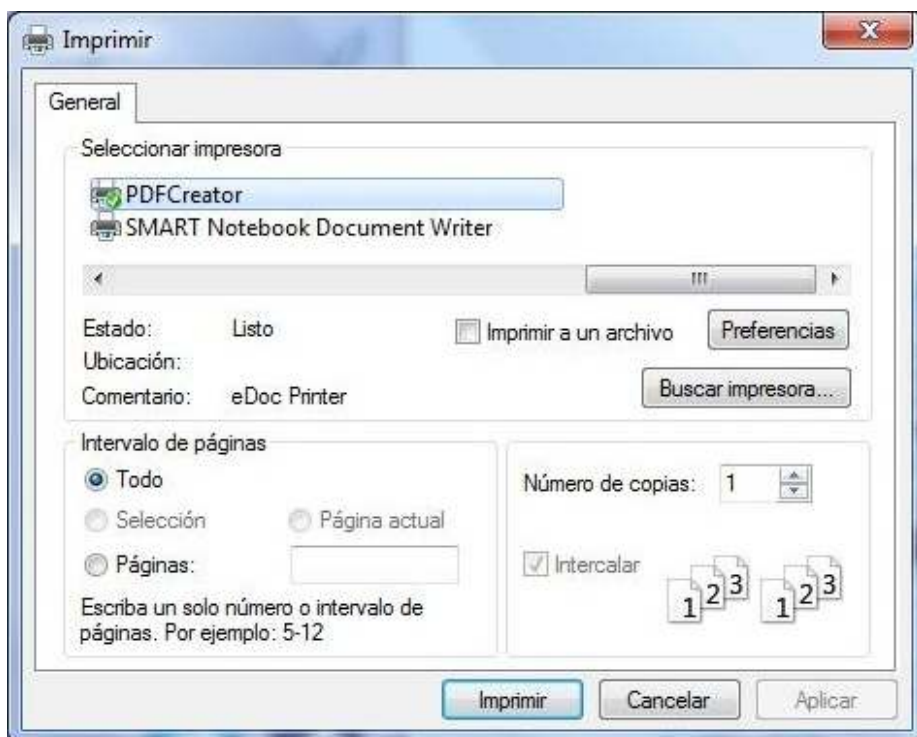 Imprimir
General
Seleccionar impresora
PDFCreator
SMART Notebook Document Writer
Estado: Listo
Imprimir a un archivo
Preferencias
Ubicación:
Comentario: eDoc Printer
Buscar impresora...
Intervalo de páginas
Todo
Selección
Página actual
Páginas:
Escriba un solo número o intervalo de
páginas. Por ejemplo: 5-12
Número de copias: 1
Intercalar
1 2 3 1 2 3
Imprimir
Cancelar
Aplicar